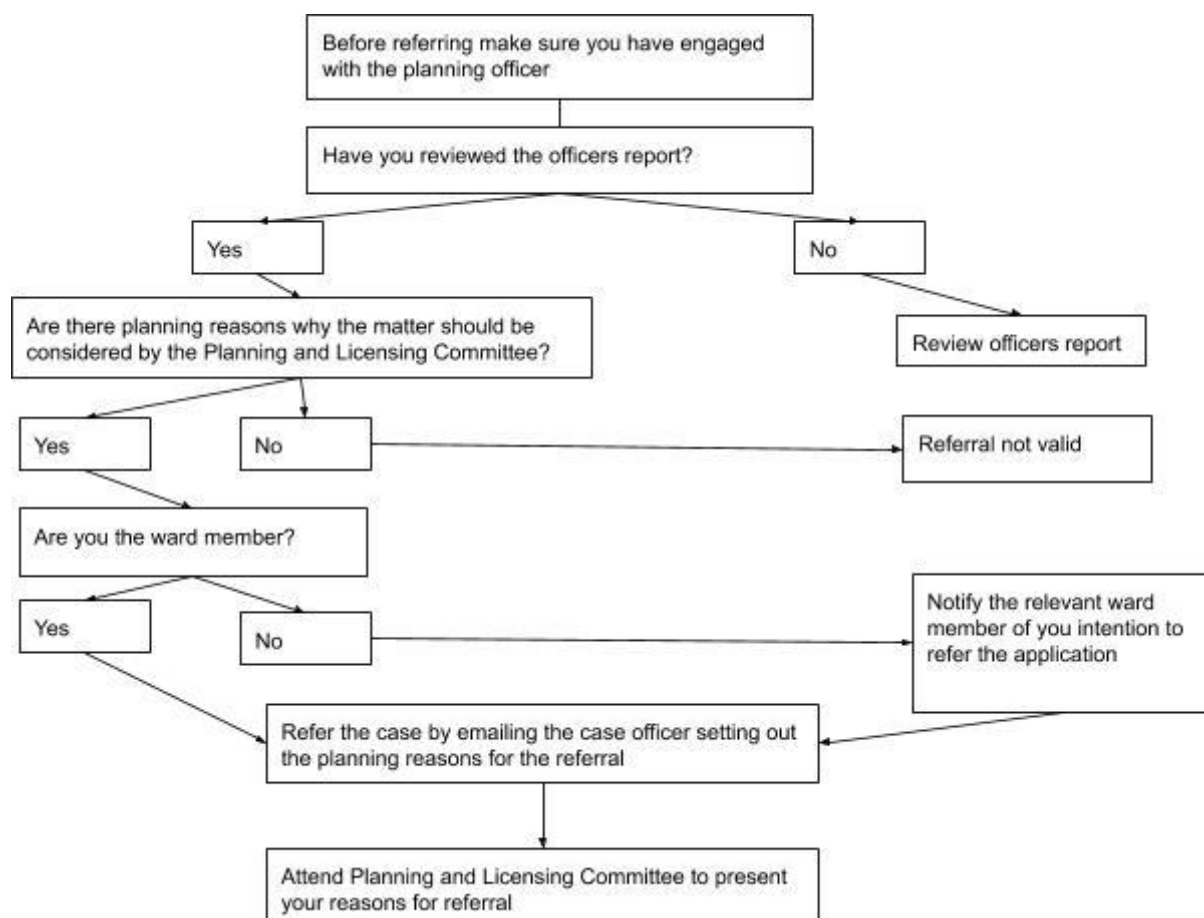 Before referring make sure you have engaged
with the planning officer
Have you reviewed the officers report?
Yes
No
Are there planning reasons why the matter should be
considered by the Planning and Licensing Committee?
Review officers report
Yes
No
Referral not valid
Are you the ward member?
Yes
No
Notify the relevant ward
member of you intention to
refer the application
Refer the case by emailing the case officer setting out
the planning reasons for the referral
Attend Planning and Licensing Committee to present
your reasons for referral